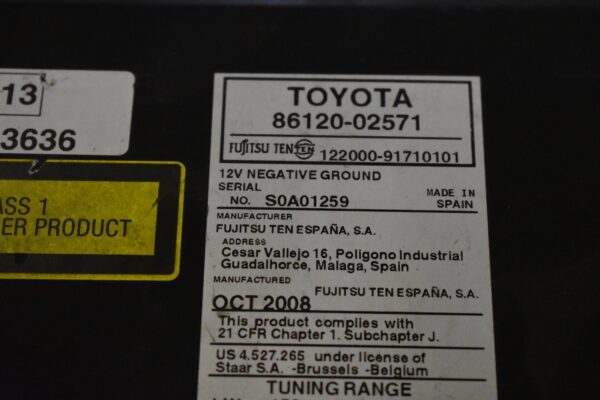 13
3636
ASS 1
ER PRODUCT
TOYOTA
86120-02571
FUJITSU TEN TEN 122000-91710101
12V NEGATIVE GROUND
SERIAL
NO. S0A01259
MADE IN
SPAIN
MANUFACTURER
FUJITSU TEN ESPAÑA, S.A.
ADDRESS
Cesar Vallejo 16, Poligono Industrial
Guadalhorce, Malaga, Spain
MANUFACTURED
FUJITSU TEN ESPAÑA, S.A.
OCT 2008
This product complies with
21 CFR Chapter 1. Subchapter J.
US 4.527.265 under license of
Staar S.A. -Brussels -Belgium
TUNING RANGE